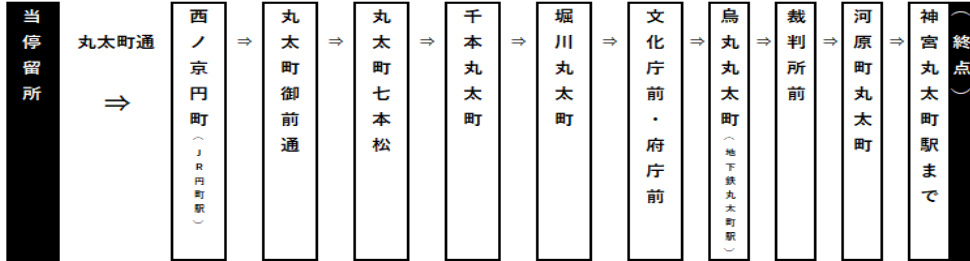 当停留所
丸太町通
⇒
西ノ京円町（ＪＲ円町駅）
⇒
丸太町御前通
⇒
丸太町七本松
⇒
千本丸太町
⇒
堀川丸太町
⇒
文化庁前・府庁前
⇒
烏丸丸太町（地下鉄丸太町駅）
⇒
裁判所前
⇒
河原町丸太町
⇒
神宮丸太町駅まで
（終点）